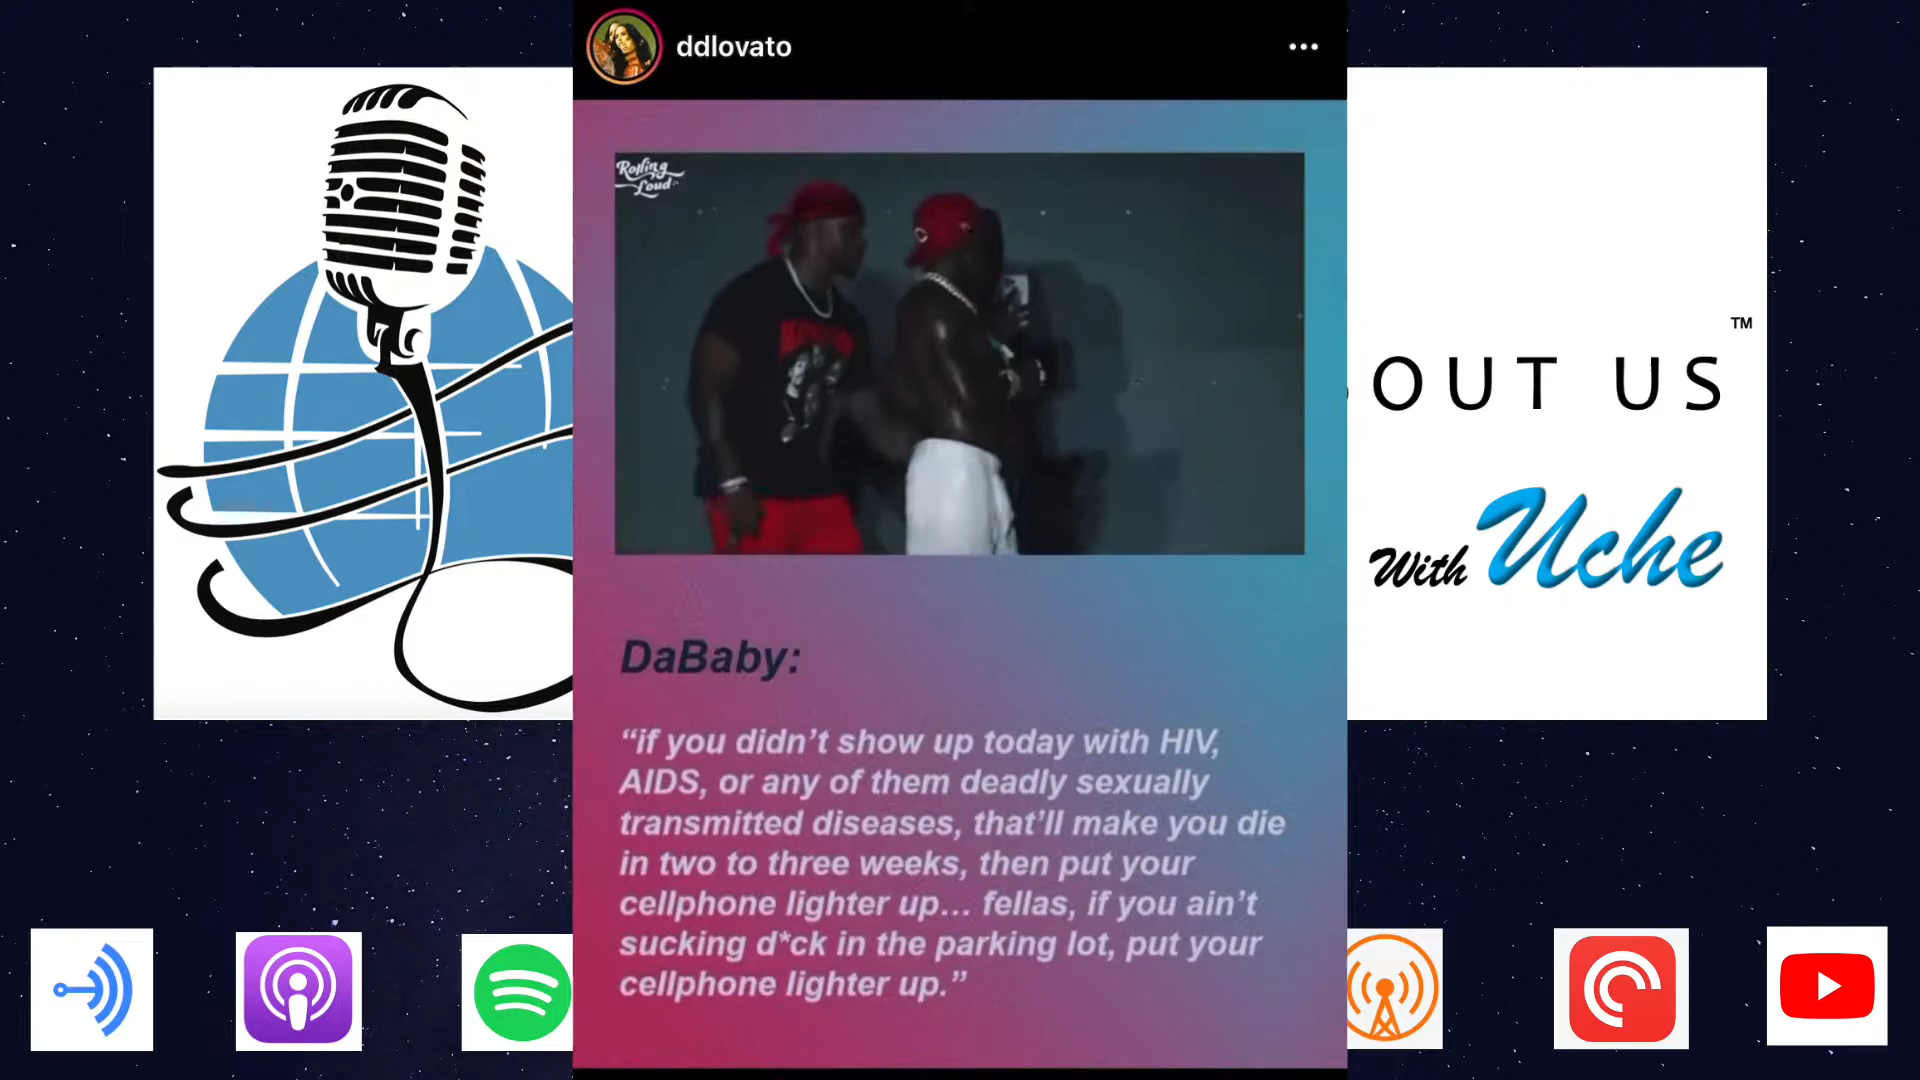 ddlovato
Rolling
Loud
OUT US
TM
With Uche
DaBaby:
“if you didn’t show up today with HIV,
AIDS, or any of them deadly sexually
transmitted diseases, that’ll make you die
in two to three weeks, then put your
cellphone lighter up... fellas, if you ain’t
sucking d*ck in the parking lot, put your
cellphone lighter up.”